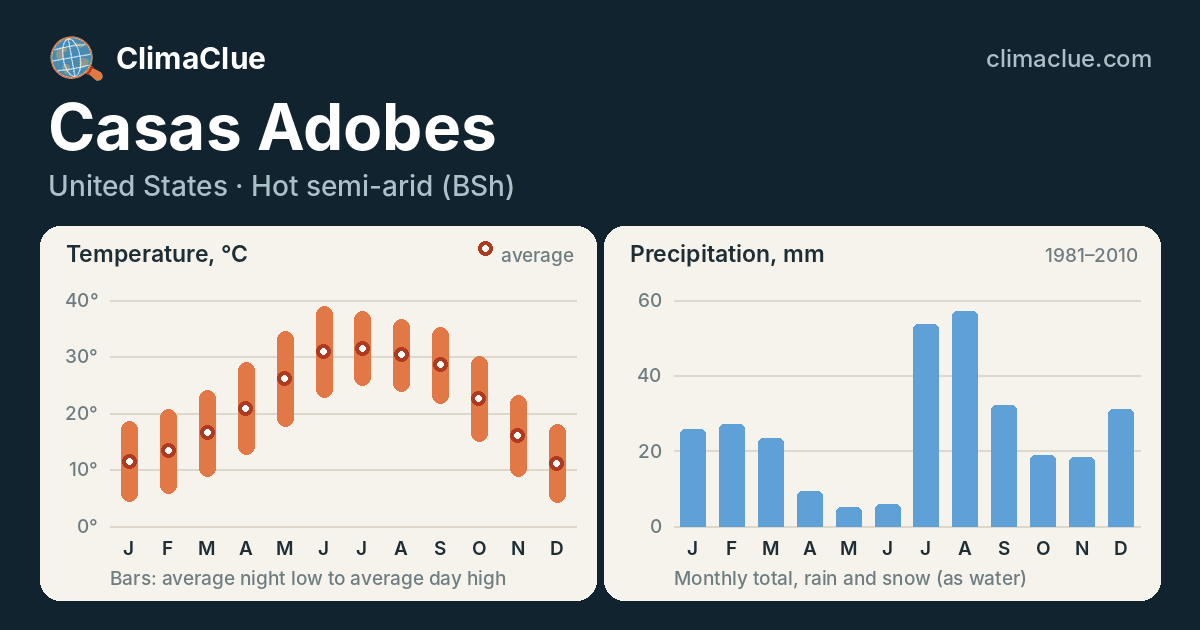 ClimaClue
climaclue.com
Casas Adobes
United States · Hot semi-arid (BSh)
Temperature, °C
average
40°
30°
20°
10°
0°
J F M A M J J A S O N D
Bars: average night low to average day high
Precipitation, mm
1981–2010
60
40
20
0
J F M A M J J A S O N D
Monthly total, rain and snow (as water)